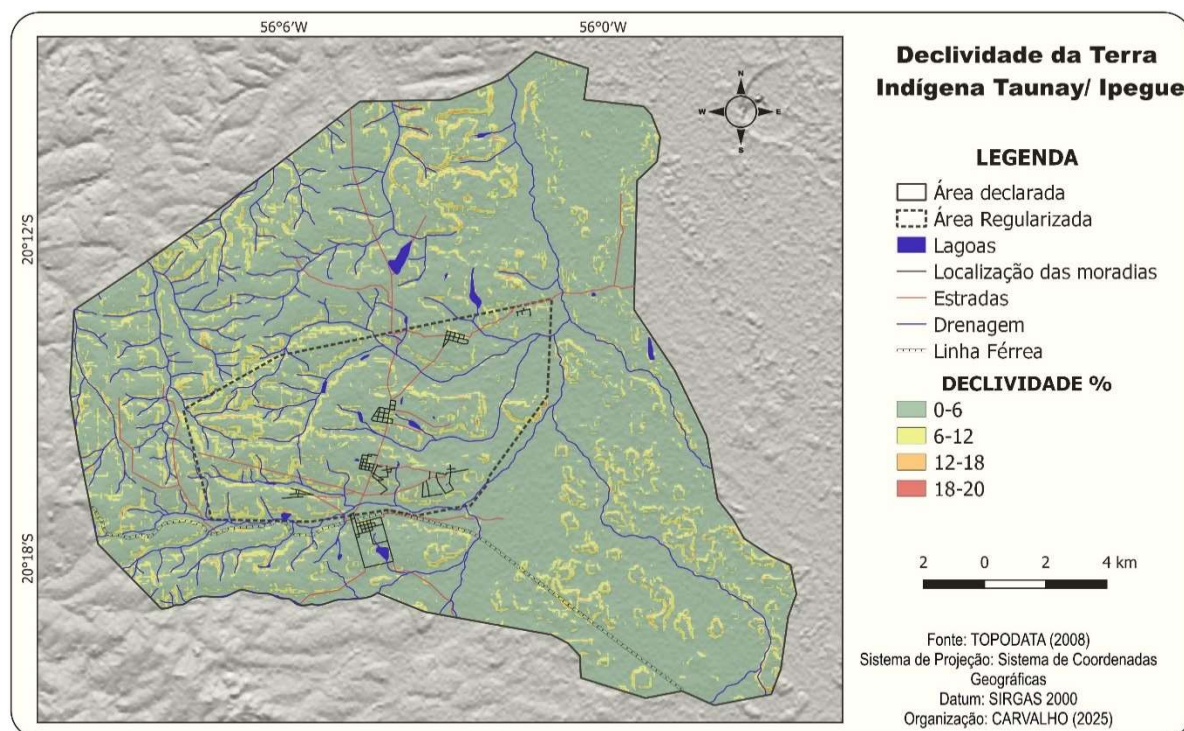 56°6'W
56°0'W
20°12'S
20°18'S
N
W
E
S
Declividade da Terra
Indígena Taunay/ Ipegue
LEGENDA
Área declarada
Área Regularizada
Lagoas
Localização das moradias
Estradas
Drenagem
Linha Férrea
DECLIVIDADE %
0-6
6-12
12-18
18-20
2 0 2 4 km
Fonte: TOPODATA (2008)
Sistema de Projeção: Sistema de Coordenadas
Geográficas
Datum: SIRGAS 2000
Organização: CARVALHO (2025)